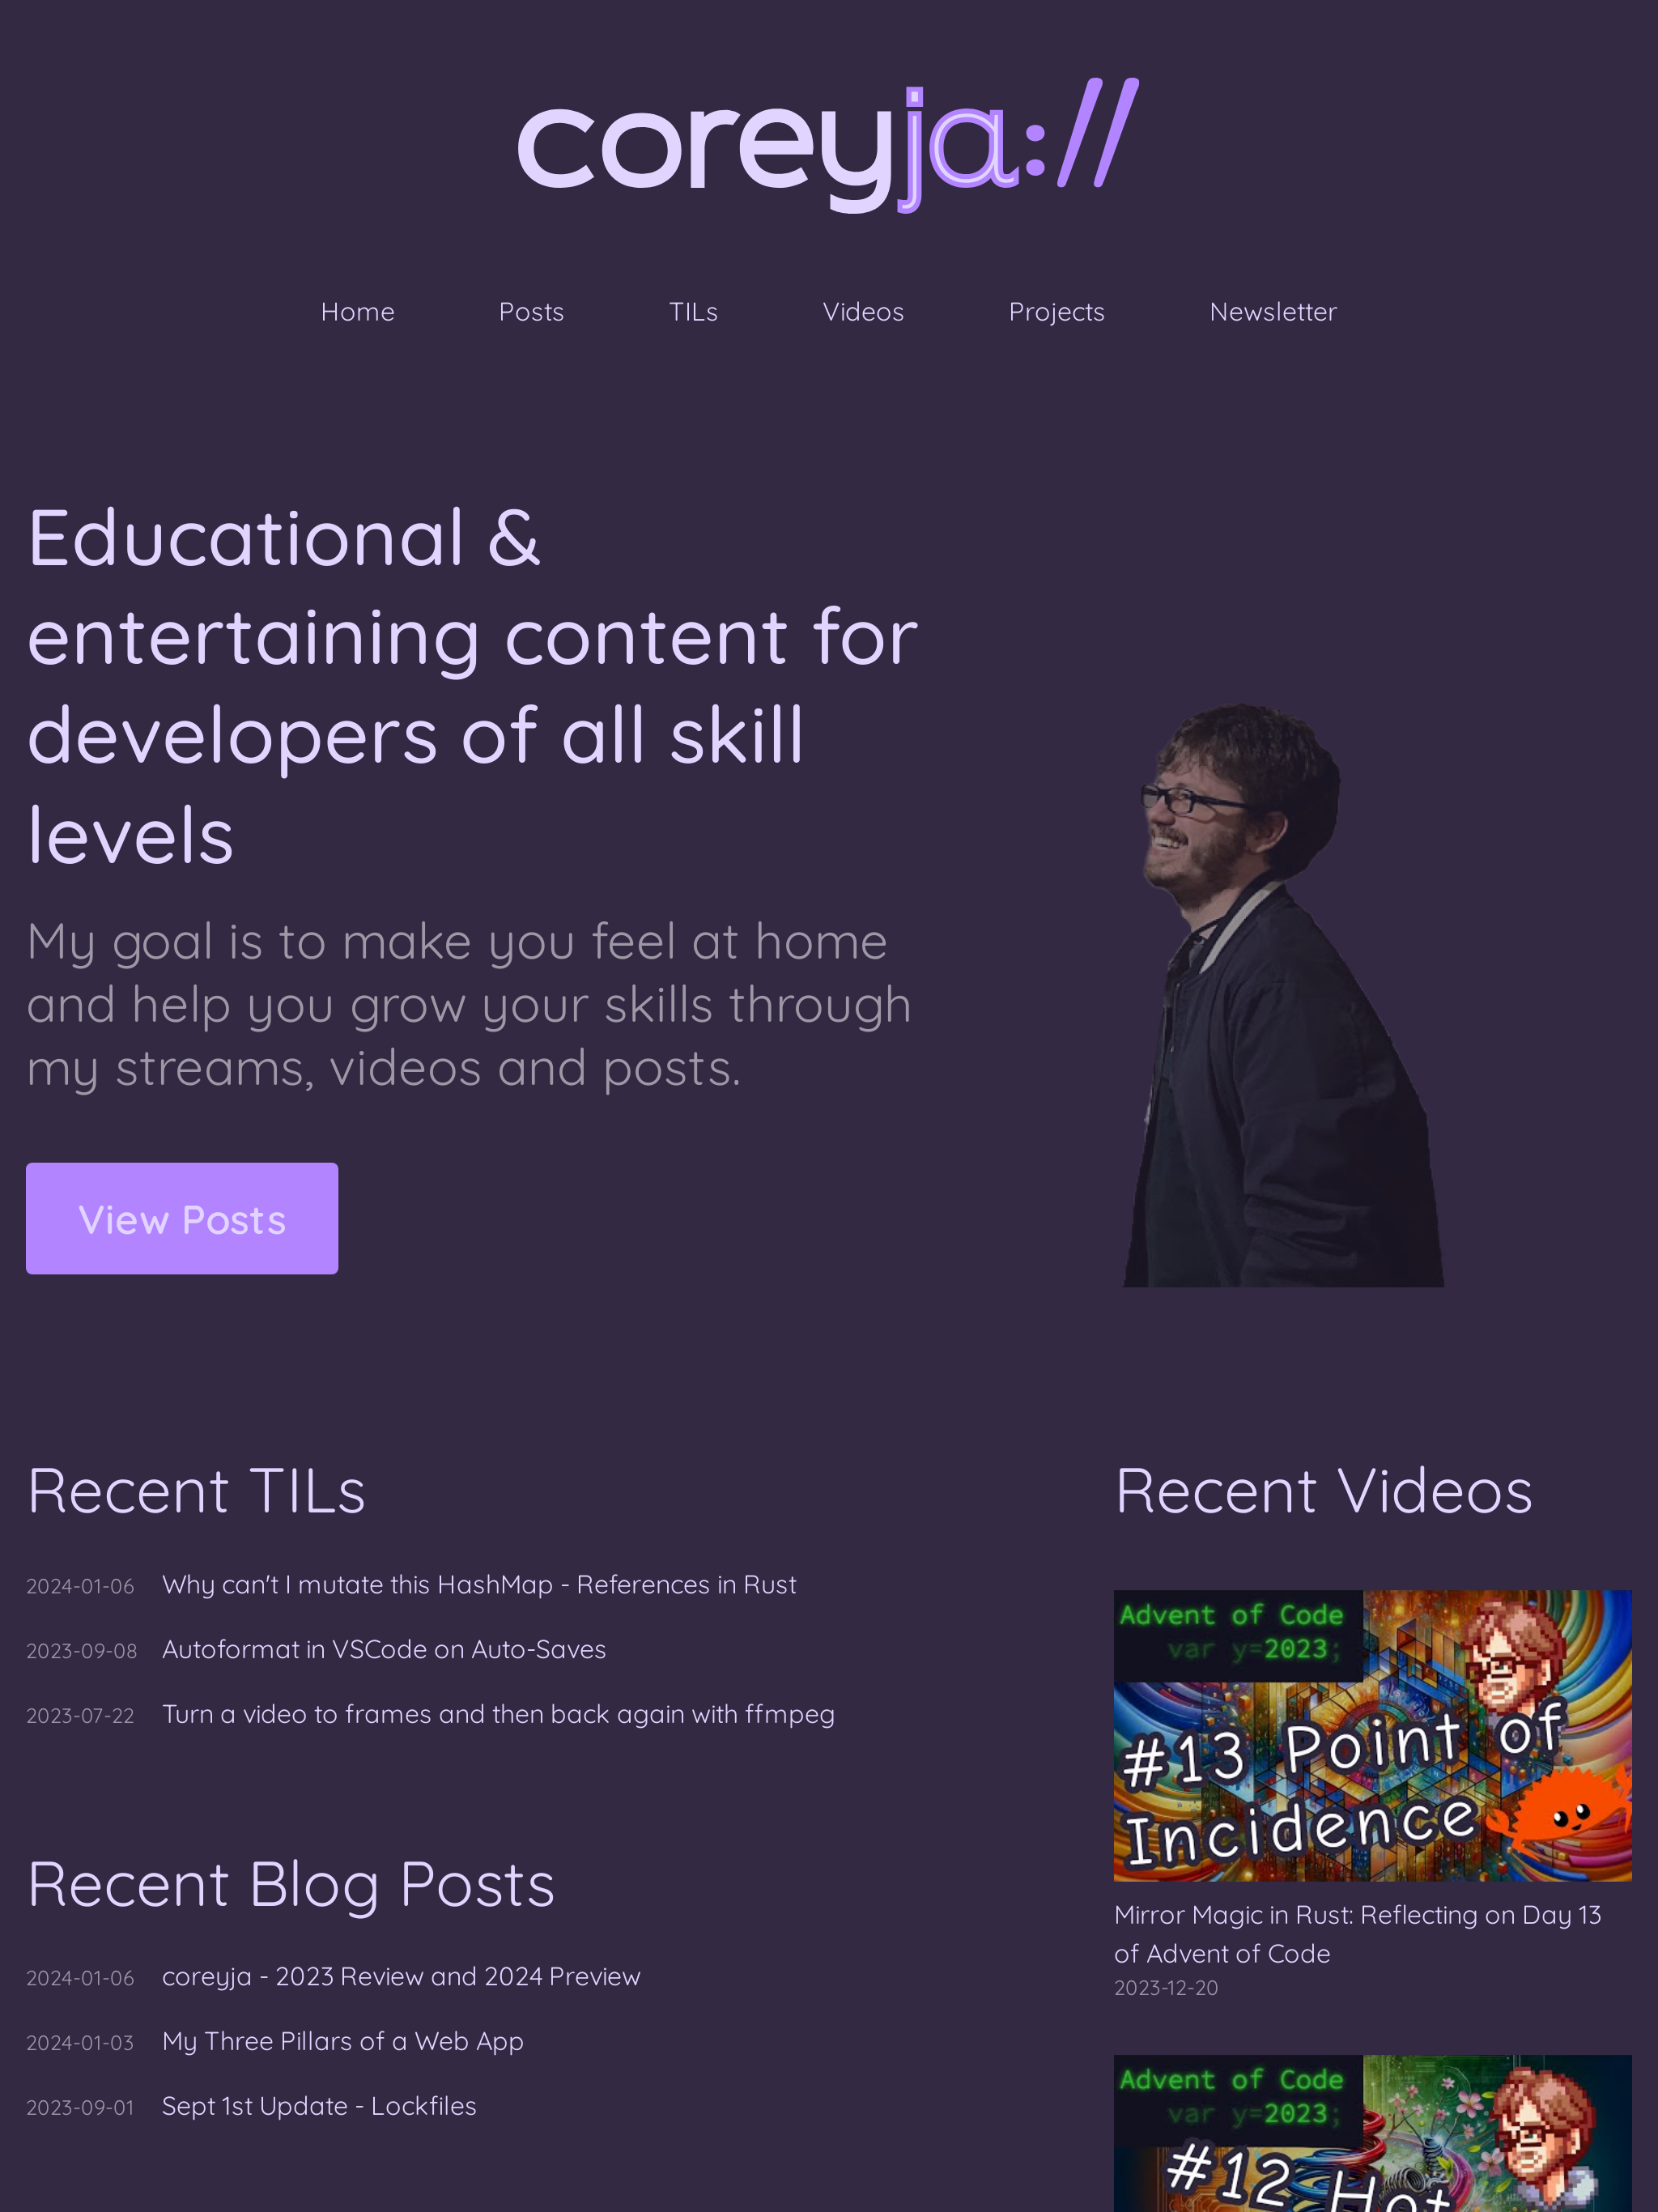 coreyja://
Home Posts TILs Videos Projects Newsletter
Educational &
entertaining content for
developers of all skill
levels
My goal is to make you feel at home
and help you grow your skills through
my streams, videos and posts.
View Posts
Recent TILs
2024-01-06 Why can't I mutate this HashMap - References in Rust
2023-09-08 Autoformat in VSCode on Auto-Saves
2023-07-22 Turn a video to frames and then back again with ffmpeg
Recent Blog Posts
2024-01-06 coreyja - 2023 Review and 2024 Preview
2024-01-03 My Three Pillars of a Web App
2023-09-01 Sept 1st Update - Lockfiles
Recent Videos
Advent of Code
var y=2023;
#13 Point of
Incidence
Mirror Magic in Rust: Reflecting on Day 13
of Advent of Code
2023-12-20
Advent of Code
var y=2023;
#12 Hot